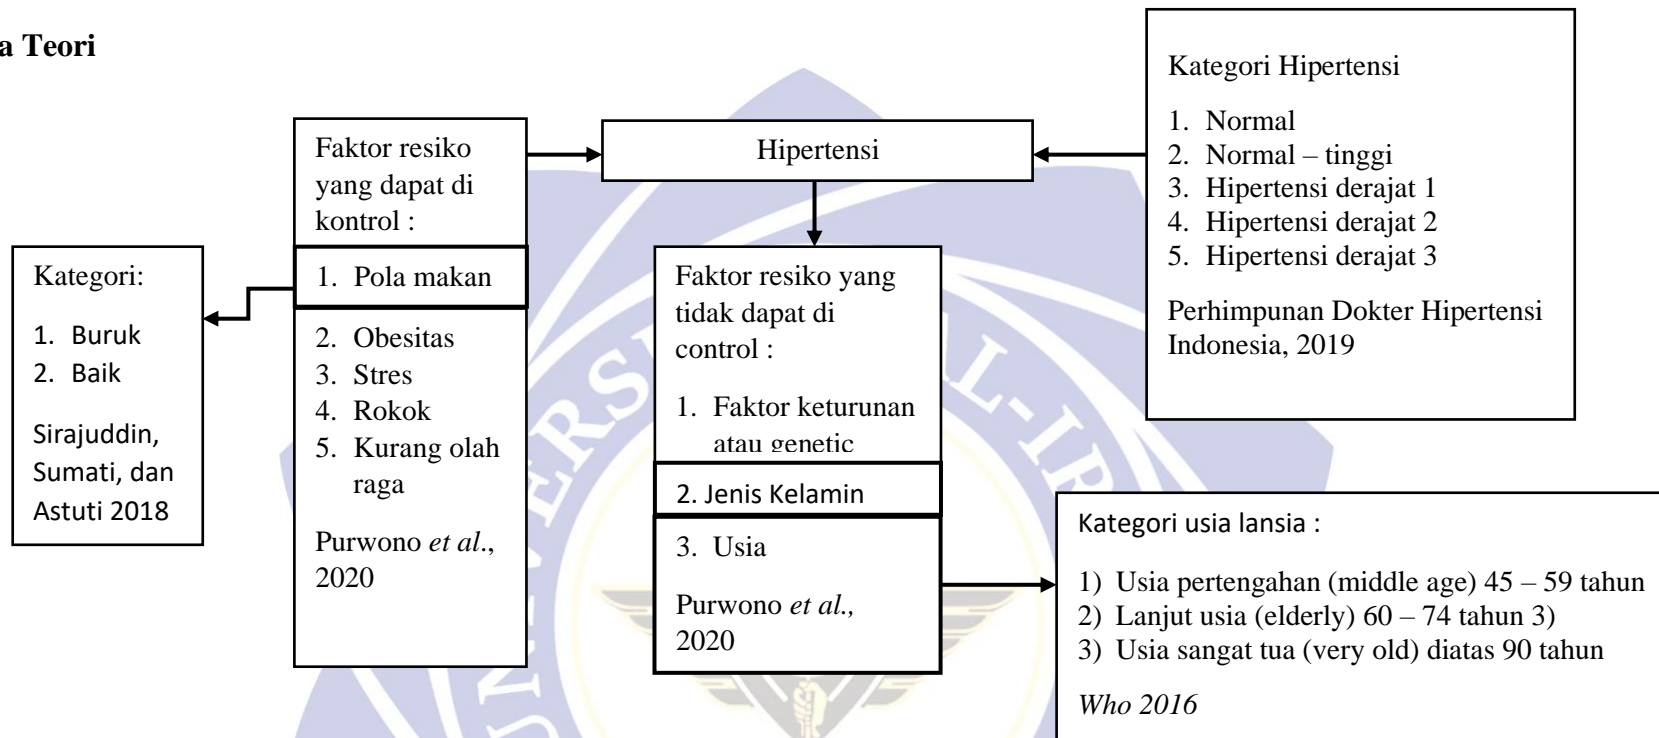 a Teori
Kategori:
1. Buruk
2. Baik
Sirajuddin,
Sumati, dan
Astuti 2018
Faktor resiko
yang dapat di
kontrol :
1. Pola makan
2. Obesitas
3. Stres
4. Rokok
5. Kurang olah
raga
Purwono et al.,
2020
Hipertensi
Faktor resiko yang
tidak dapat di
control :
1. Faktor keturunan
atau genetic
2. Jenis Kelamin
3. Usia
Purwono et al.,
2020
Kategori Hipertensi
1. Normal
2. Normal – tinggi
3. Hipertensi derajat 1
4. Hipertensi derajat 2
5. Hipertensi derajat 3
Perhimpunan Dokter Hipertensi
Indonesia, 2019
Kategori usia lansia :
1) Usia pertengahan (middle age) 45 – 59 tahun
2) Lanjut usia (elderly) 60 – 74 tahun 3)
3) Usia sangat tua (very old) diatas 90 tahun
Who 2016